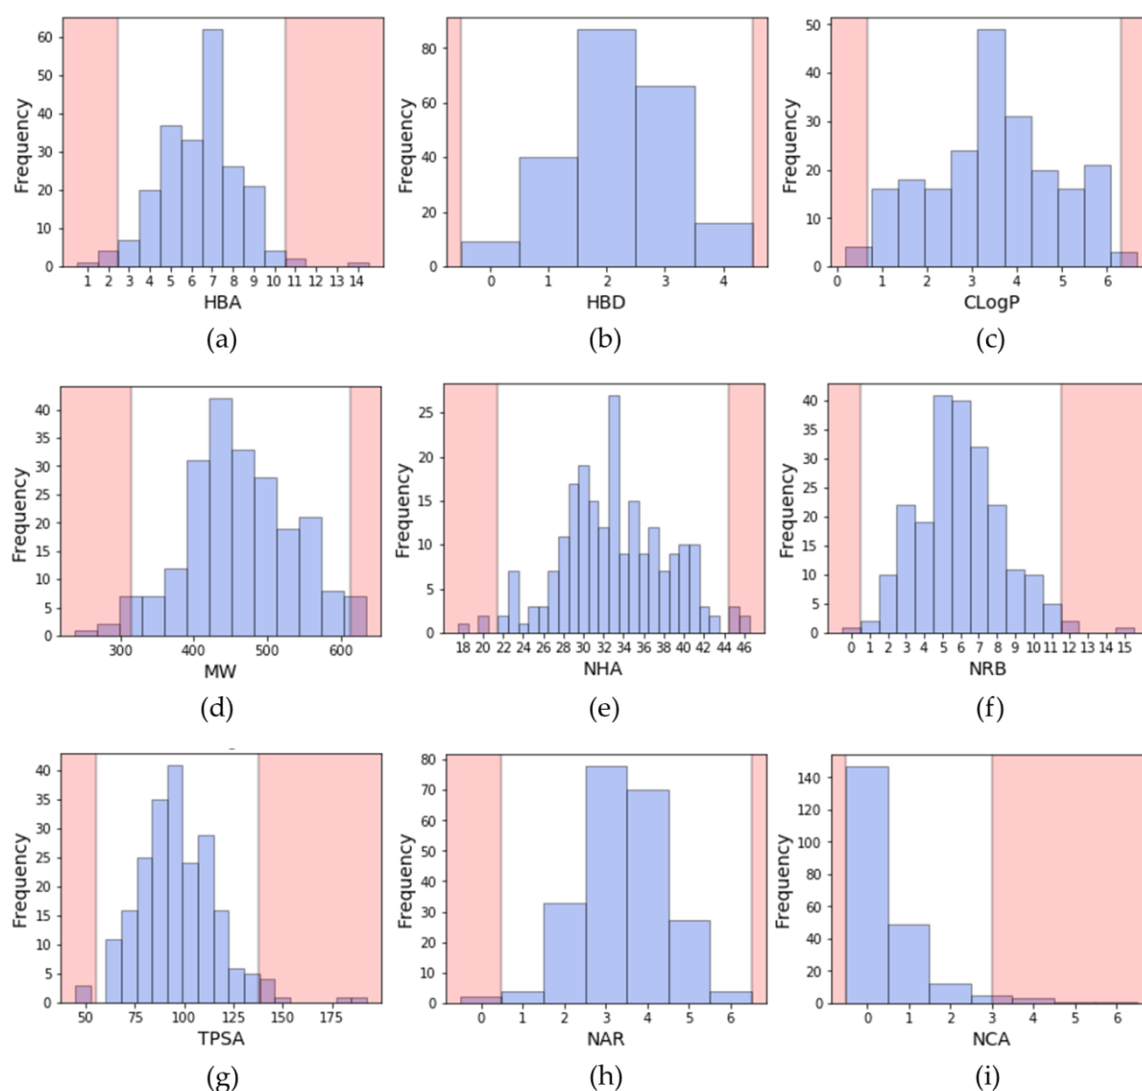 Frequency
60
50
40
30
20
10
0
1 2 3 4 5 6 7 8 9 10 11 12 13 14
HBA
(a)
Frequency
80
60
40
20
0
0 1 2 3 4
HBD
(b)
Frequency
50
40
30
20
10
0
0 1 2 3 4 5 6
CLogP
(c)
Frequency
40
35
30
25
20
15
10
5
0
300 400 500 600
MW
(d)
Frequency
25
20
15
10
5
0
18 20 22 24 26 28 30 32 34 36 38 40 42 44 46
NHA
(e)
Frequency
40
35
30
25
20
15
10
5
0
0 1 2 3 4 5 6 7 8 9 10 11 12 13 14 15
NRB
(f)
Frequency
40
35
30
25
20
15
10
5
0
50 75 100 125 150 175
TPSA
(g)
Frequency
80
70
60
50
40
30
20
10
0
0 1 2 3 4 5 6
NAR
(h)
Frequency
140
120
100
80
60
40
20
0
0 1 2 3 4 5 6
NCA
(i)